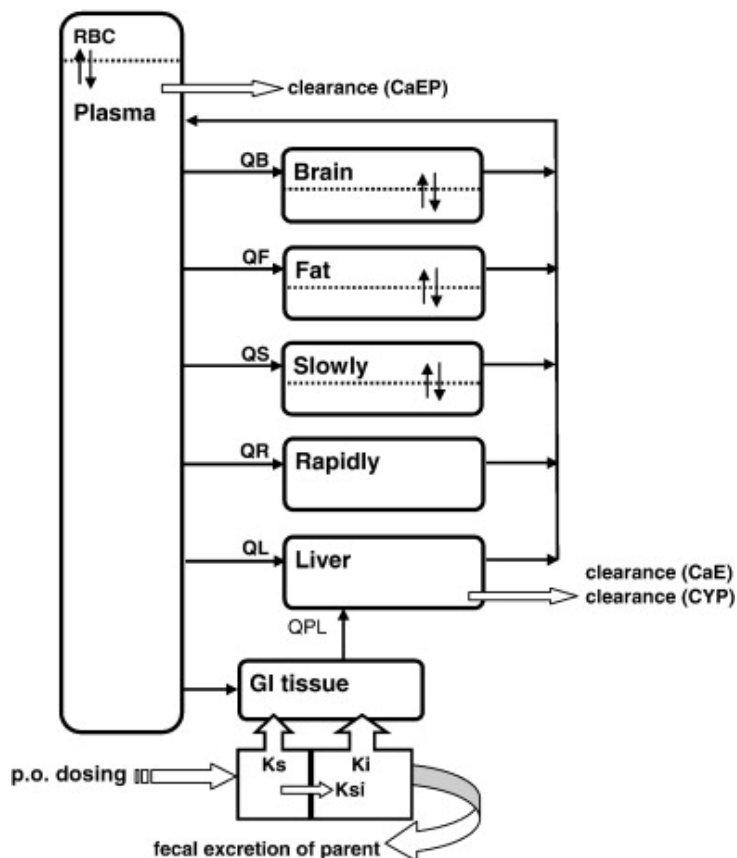 RBC
Plasma
clearance (CaEP)
QB
Brain
QF
Fat
QS
Slowly
QR
Rapidly
QL
Liver
clearance (CaE)
clearance (CYP)
QPL
GI tissue
p.o. dosing
Ks
Ki
Ksi
fecal excretion of parent